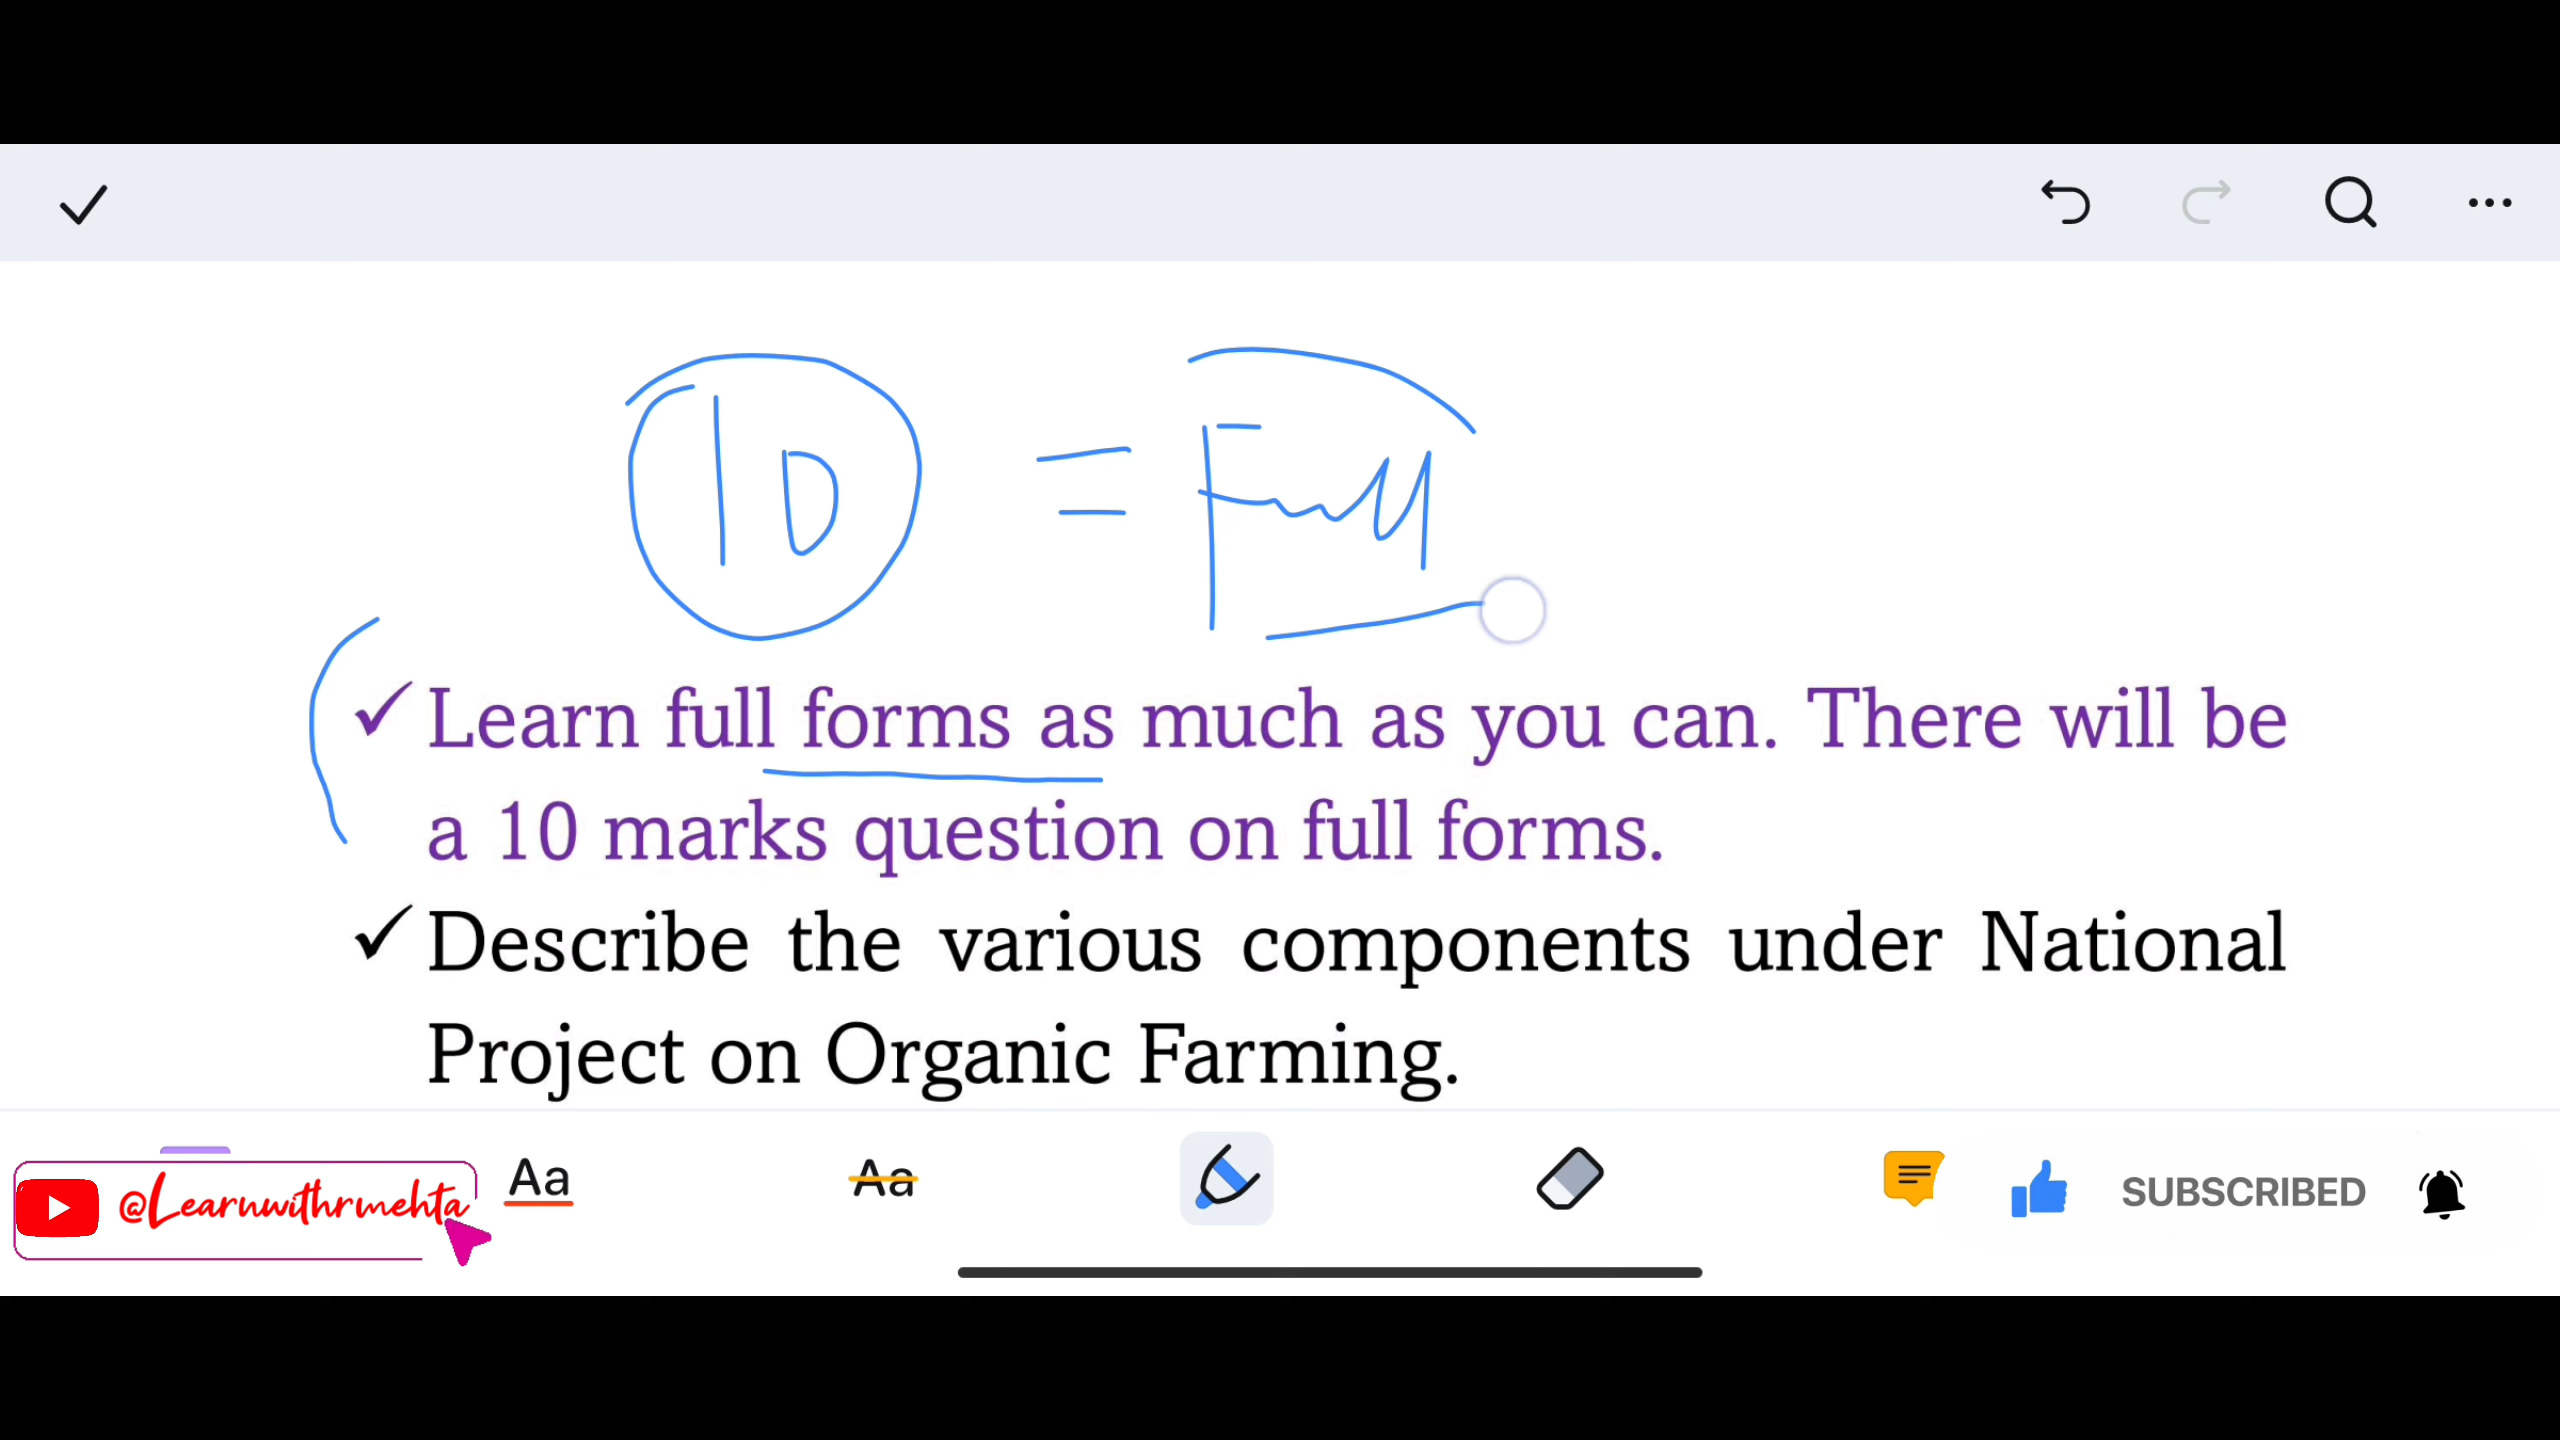 10 = Full
✓ Learn full forms as much as you can. There will be
a 10 marks question on full forms.
✓ Describe the various components under National
Project on Organic Farming.
@Learnwithrmehta Aa Aa SUBSCRIBED